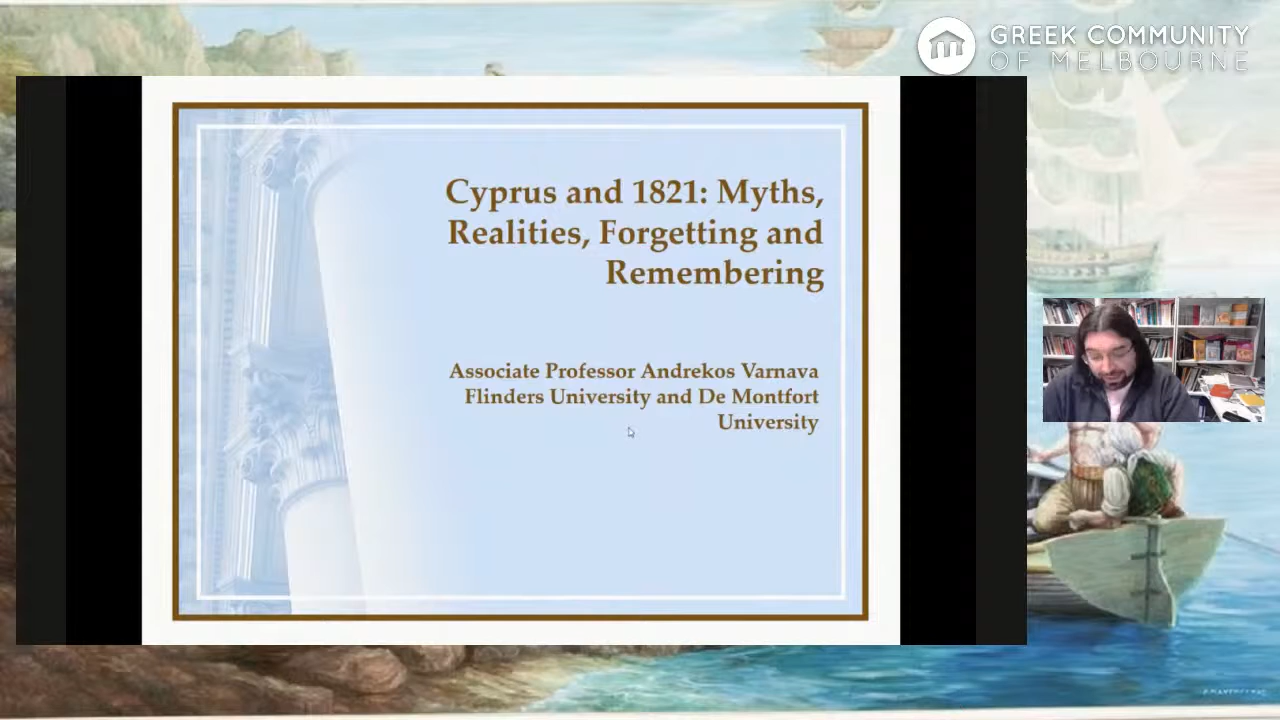 GREEK COMMUNITY
OF MELBOURNE
Cyprus and 1821: Myths,
Realities, Forgetting and
Remembering
Associate Professor Andrekos Varnava
Flinders University and De Montfort
University